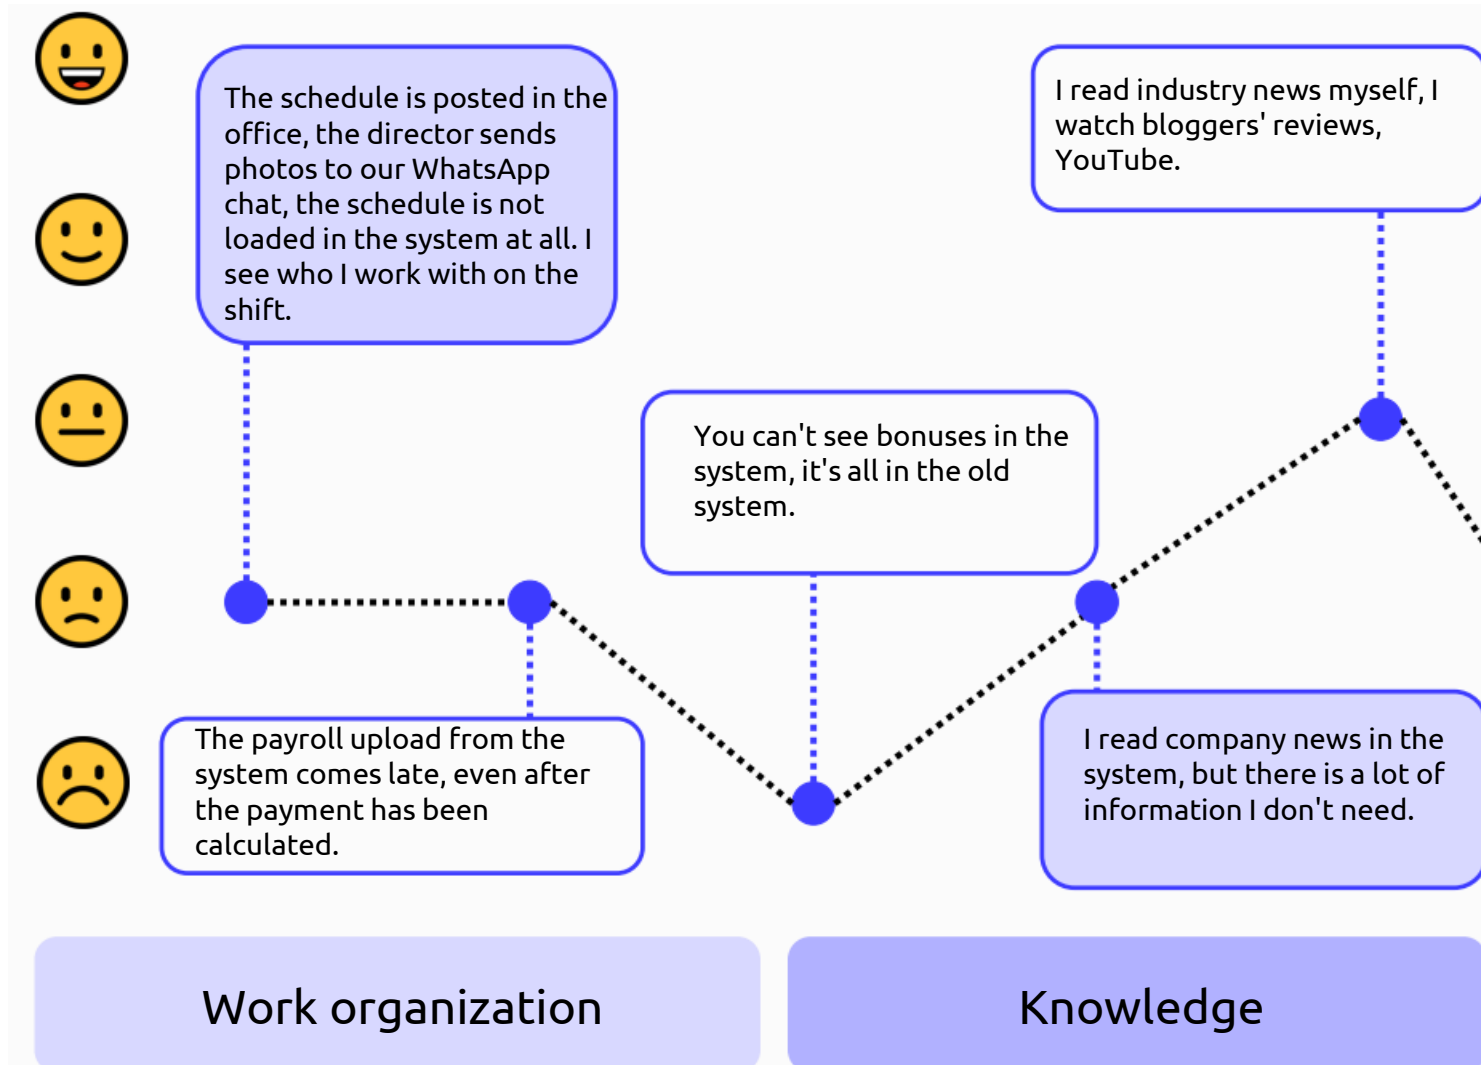 The schedule is posted in the
office, the director sends
photos to our WhatsApp
chat, the schedule is not
loaded in the system at all. I
see who I work with on the
shift.
I read industry news myself, I
watch bloggers' reviews,
YouTube.
You can't see bonuses in the
system, it's all in the old
system.
The payroll upload from the
system comes late, even after
the payment has been
calculated.
I read company news in the
system, but there is a lot of
information I don't need.
Work organization
Knowledge